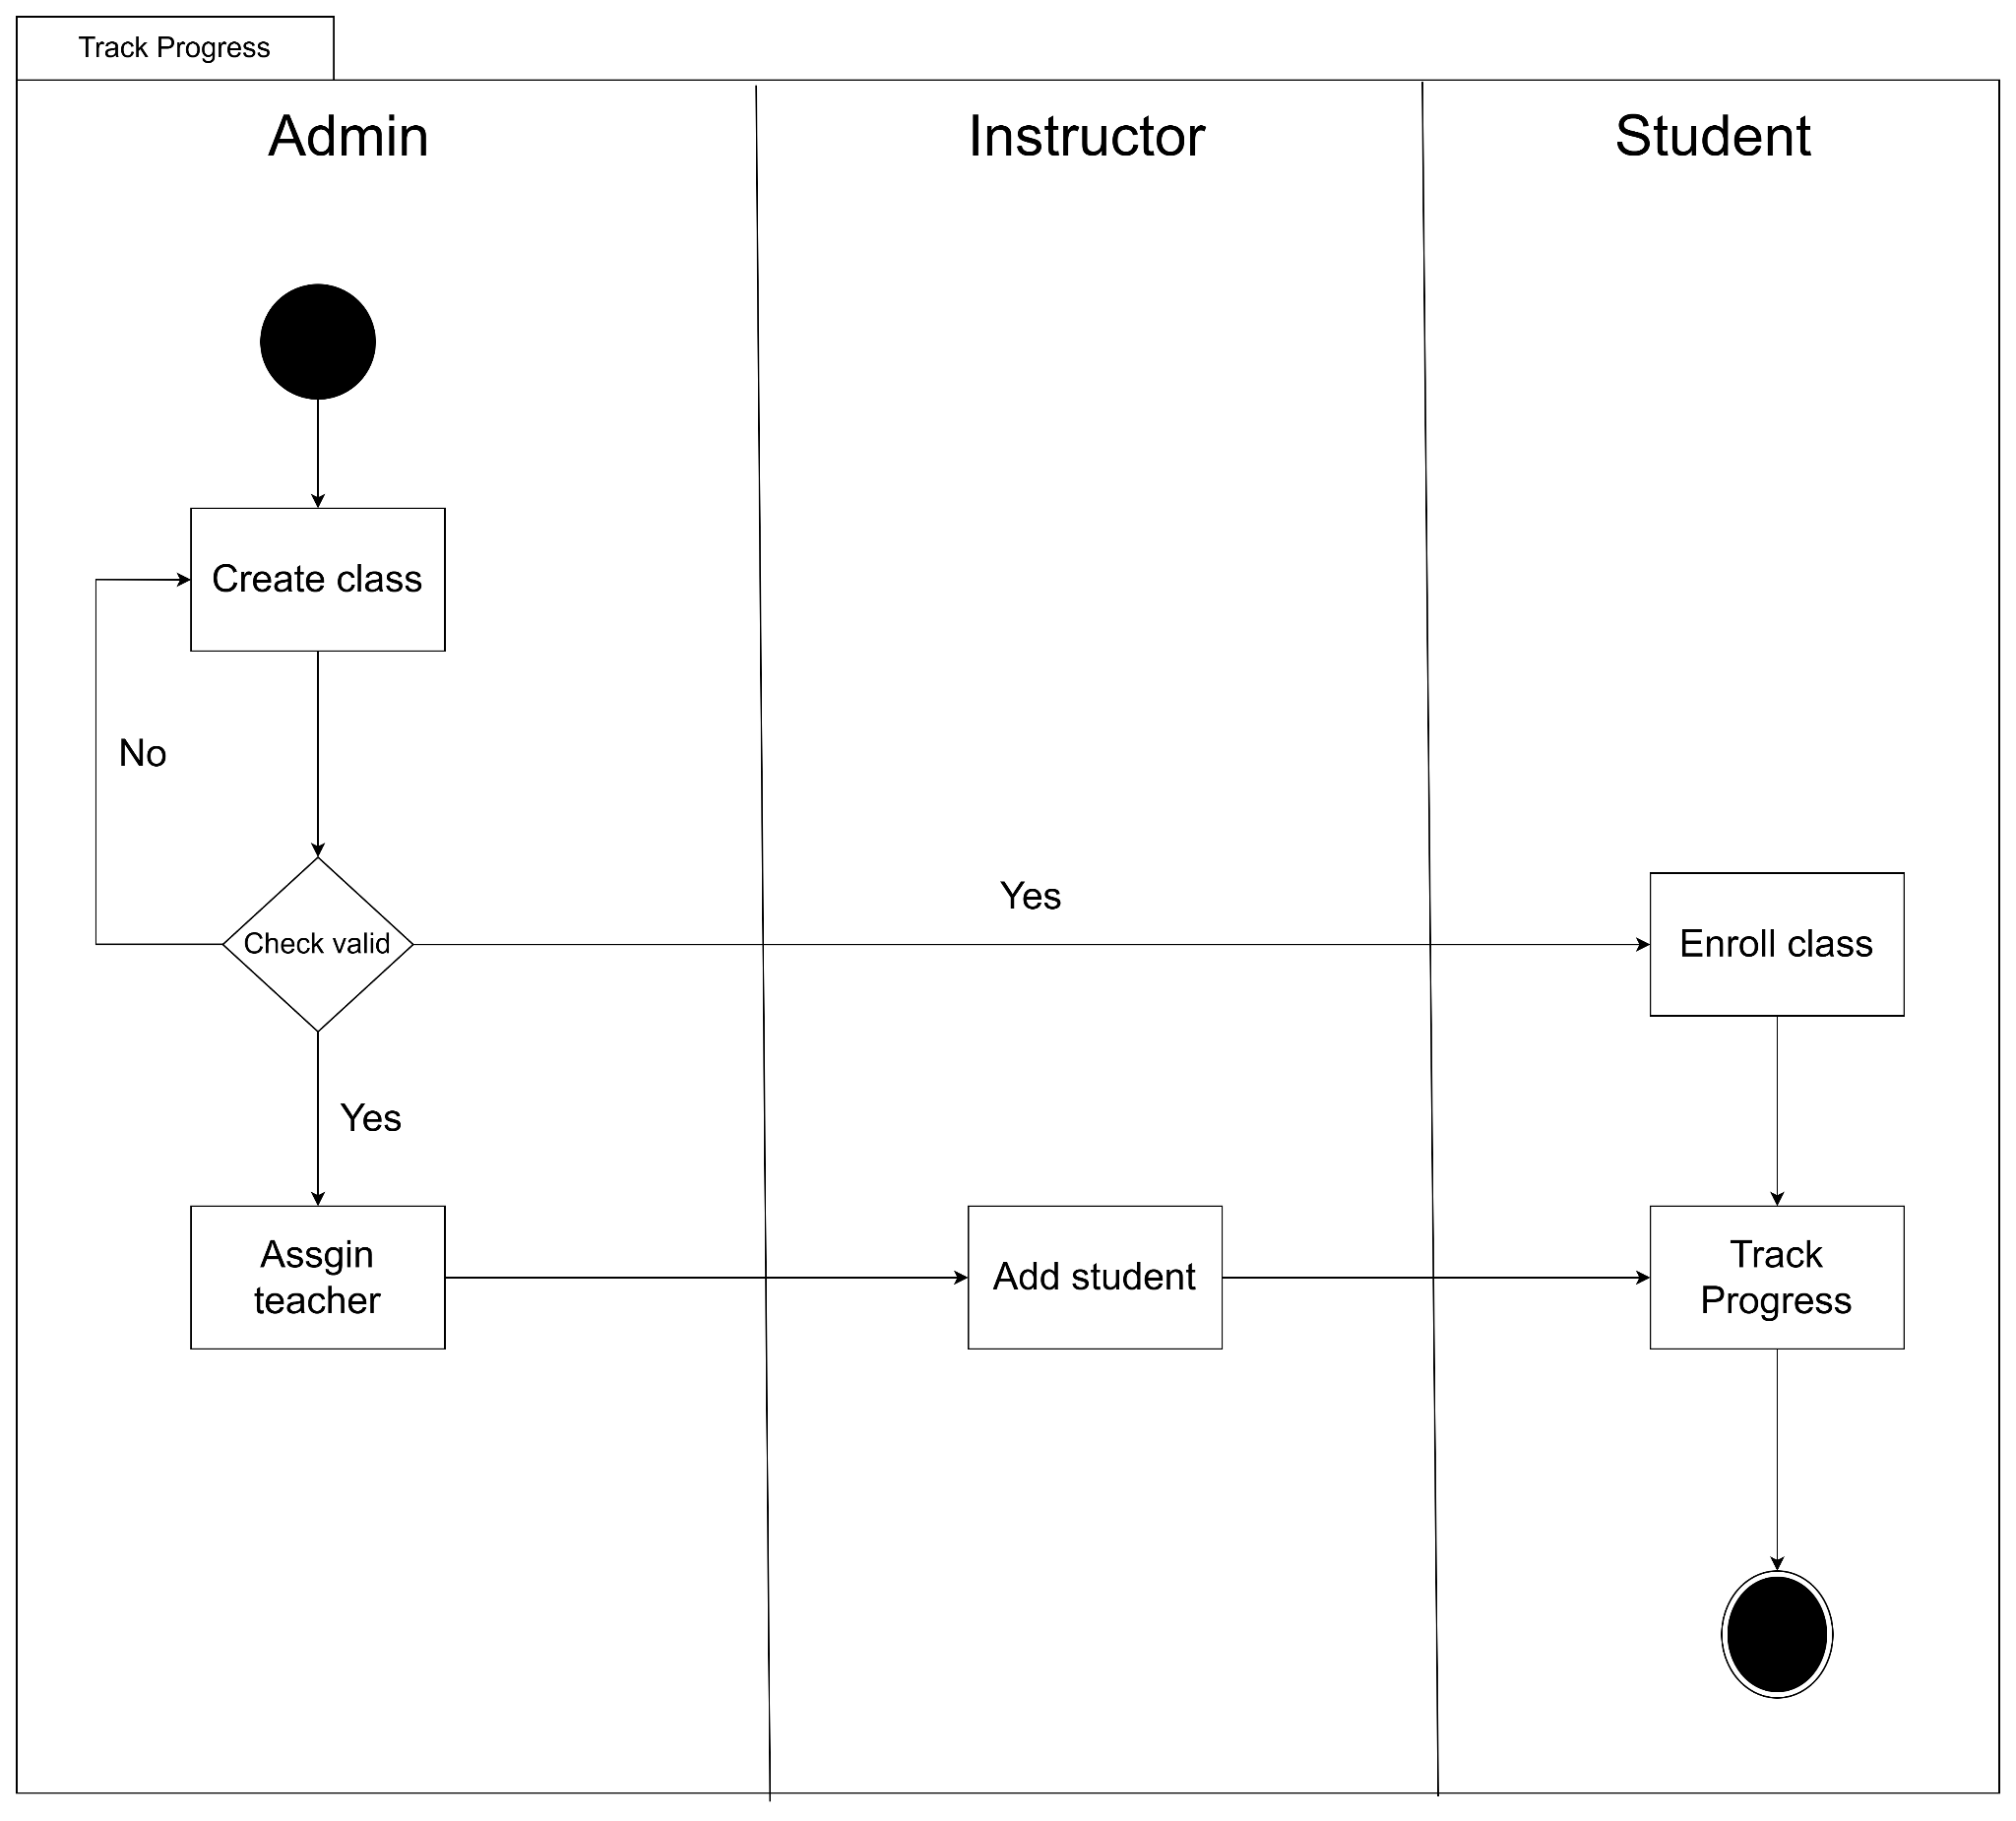 Track Progress
Admin
Instructor
Student
Create class
No
Yes
Check valid
Enroll class
Yes
Assgin
teacher
Add student
Track
Progress